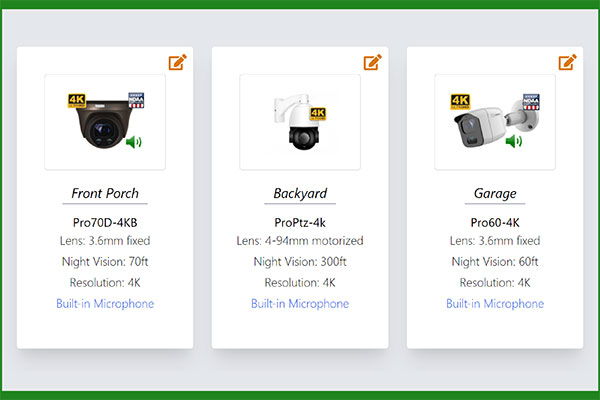 4K
NDAA
Front Porch
Pro70D-4KB
Lens: 3.6mm fixed
Night Vision: 70ft
Resolution: 4K
Built-in Microphone
4K
Backyard
ProPtz-4k
Lens: 4-94mm motorized
Night Vision: 300ft
Resolution: 4K
Built-in Microphone
4K
NDAA
Garage
Pro60-4K
Lens: 3.6mm fixed
Night Vision: 60ft
Resolution: 4K
Built-in Microphone